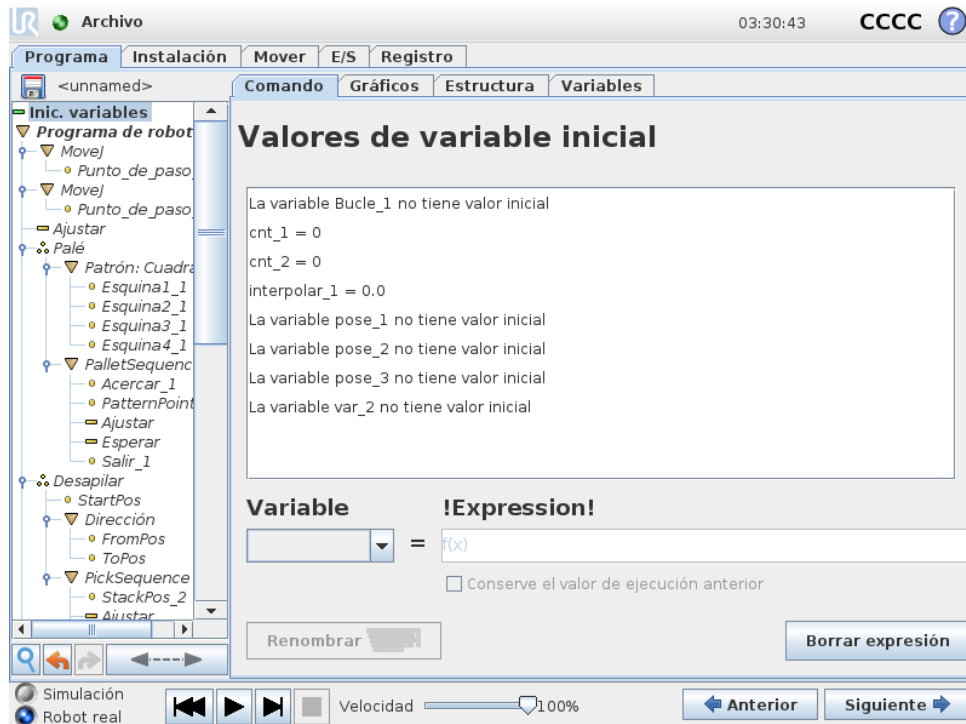 UR Archivo 03:30:43 CCCC ?
Programa Instalación Mover E/S Registro
<unnamed>
Comando Gráficos Estructura Variables
Inic. variables
Programa de robot
MoveJ
Punto_de_paso
MoveJ
Punto_de_paso
Ajustar
Palé
Patrón: Cuadra
Esquina1_1
Esquina2_1
Esquina3_1
Esquina4_1
PalletSequenc
Acercar_1
PatternPoint
Ajustar
Esperar
Salir_1
Desapilar
StartPos
Dirección
FromPos
ToPos
PickSequence
StackPos_2
Ajustar
Valores de variable inicial
La variable Bucle_1 no tiene valor inicial
cnt_1 = 0
cnt_2 = 0
interpolar_1 = 0.0
La variable pose_1 no tiene valor inicial
La variable pose_2 no tiene valor inicial
La variable pose_3 no tiene valor inicial
La variable var_2 no tiene valor inicial
Variable !Expression!
= f(x)
Conserve el valor de ejecución anterior
Renombrar
Borrar expresión
Simulación
Robot real
Velocidad 100%
Anterior Siguiente